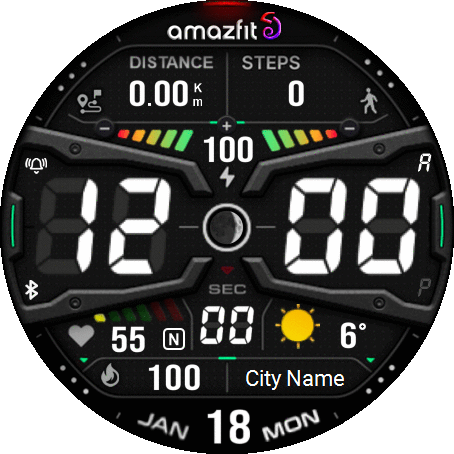 amazfit
DISTANCE STEPS
0.00 Km 0
100
A
12 00
P
SEC
55 N 00 6°
100 City Name
JAN 18 MON